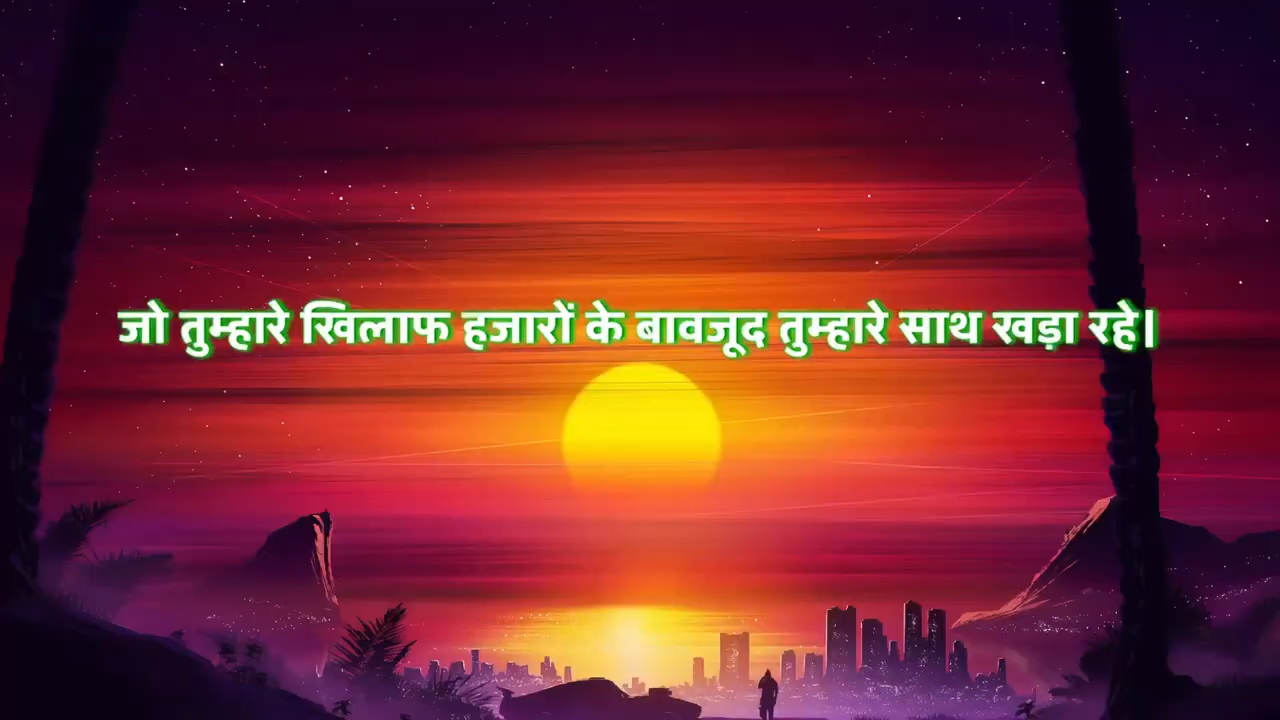 जो तुम्हारे खिलाफ हजारों के बावजूद तुम्हारे साथ खड़ा रहे।